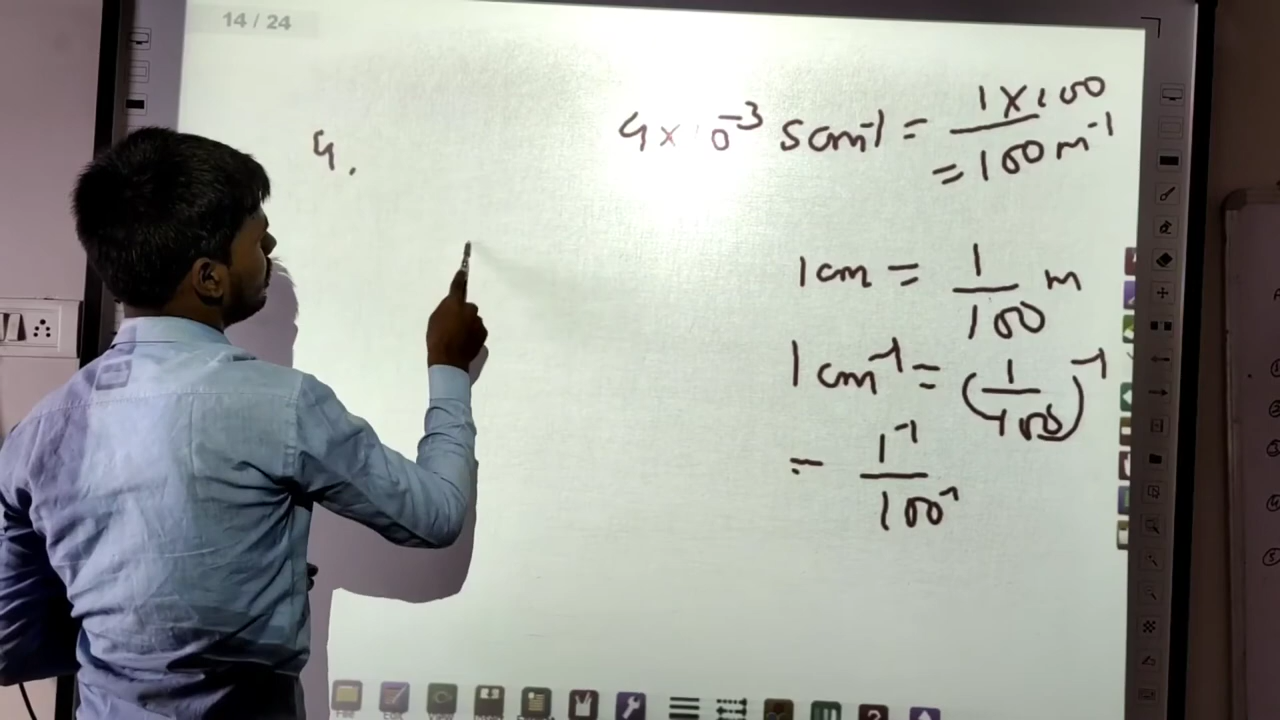 14 / 24
4.
4 × 10⁻³ S cm⁻¹ = 1 × 100
= 100 m⁻¹
1 cm = 1/100 m
1 cm⁻¹ = (1/100)⁻¹
= 1⁻¹/100⁻¹